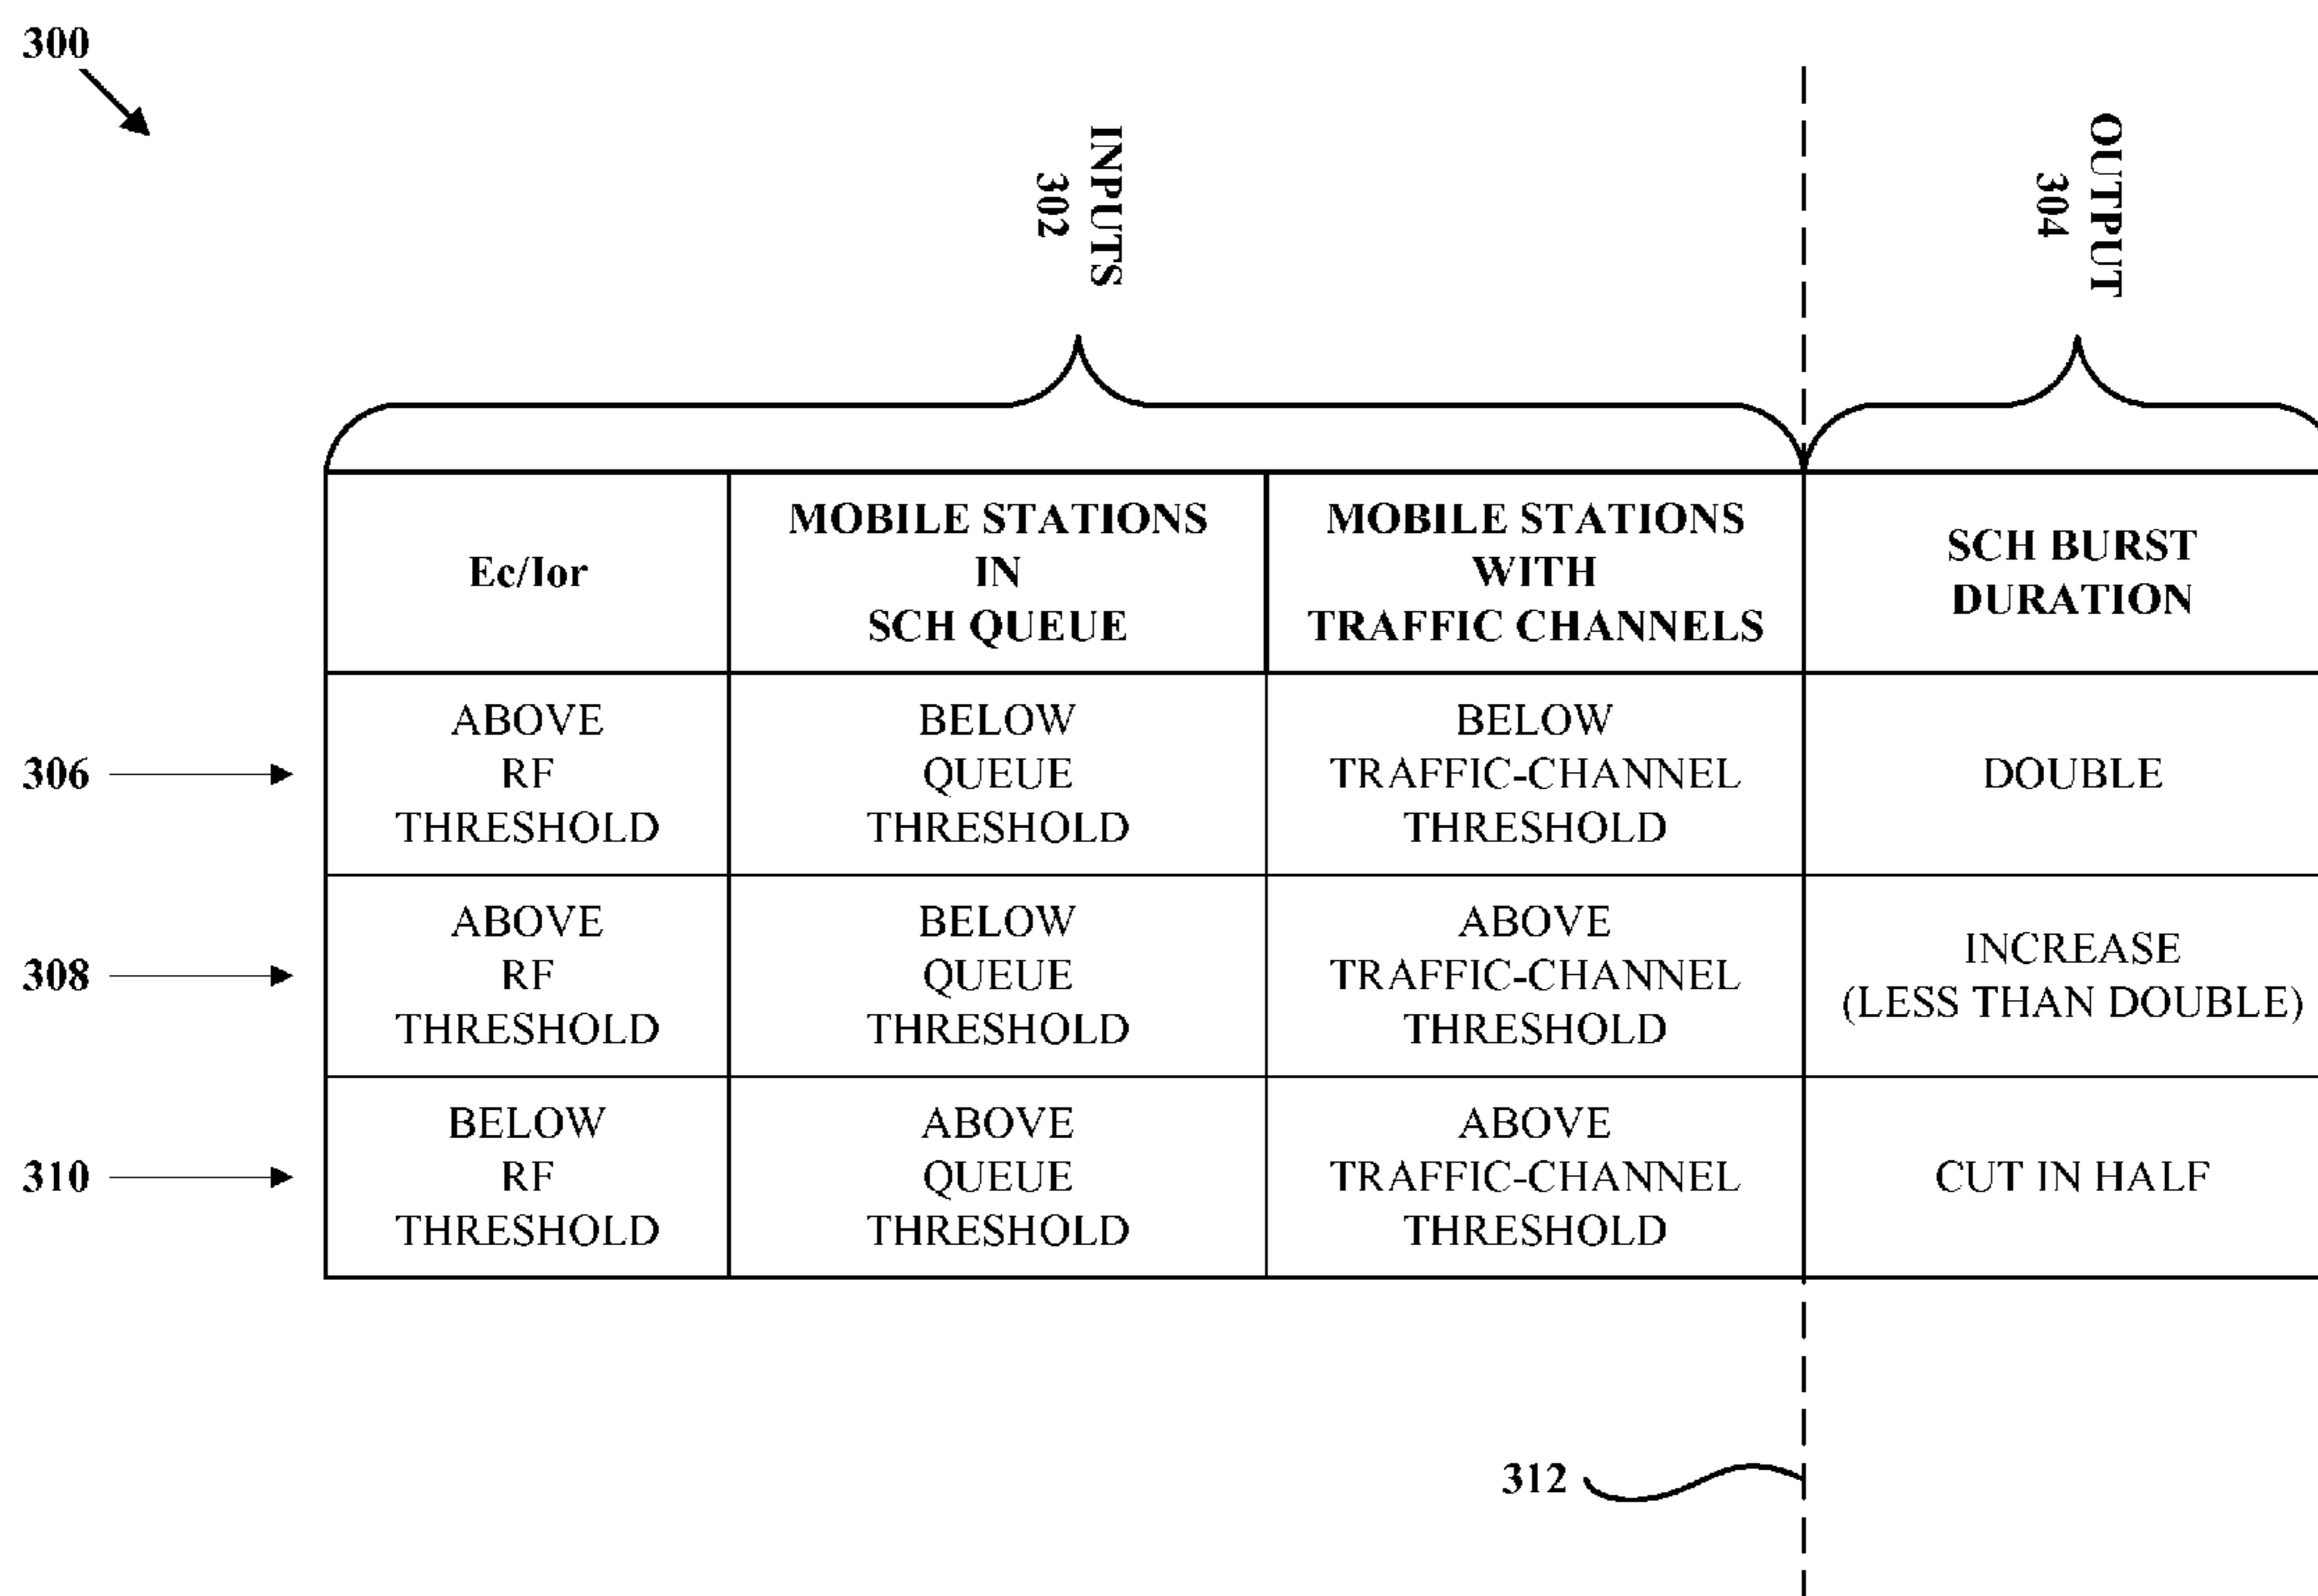 300
INPUTS
302
OUTPUT
304
Ec/Ior
MOBILE STATIONS
IN
SCH QUEUE
MOBILE STATIONS
WITH
TRAFFIC CHANNELS
SCH BURST
DURATION
306
ABOVE
RF
THRESHOLD
BELOW
QUEUE
THRESHOLD
BELOW
TRAFFIC-CHANNEL
THRESHOLD
DOUBLE
308
ABOVE
RF
THRESHOLD
BELOW
QUEUE
THRESHOLD
ABOVE
TRAFFIC-CHANNEL
THRESHOLD
INCREASE
(LESS THAN DOUBLE)
310
BELOW
RF
THRESHOLD
ABOVE
QUEUE
THRESHOLD
ABOVE
TRAFFIC-CHANNEL
THRESHOLD
CUT IN HALF
312